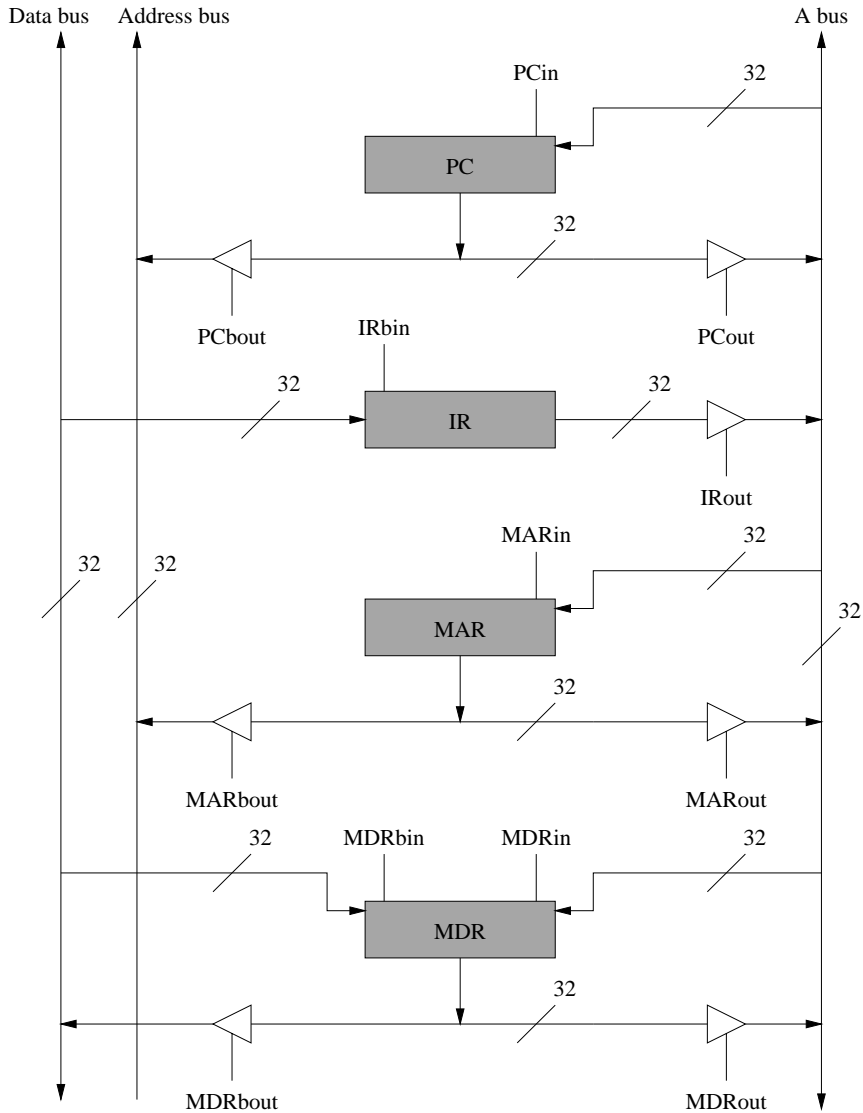 Data bus
Address bus
A bus
PCin
32
PC
32
PCbout
PCout
IRbin
32
32
IR
IRout
MARin
32
32
32
MAR
32
32
MARbout
MARout
32
MDRbin
MDRin
32
MDR
32
MDRbout
MDRout